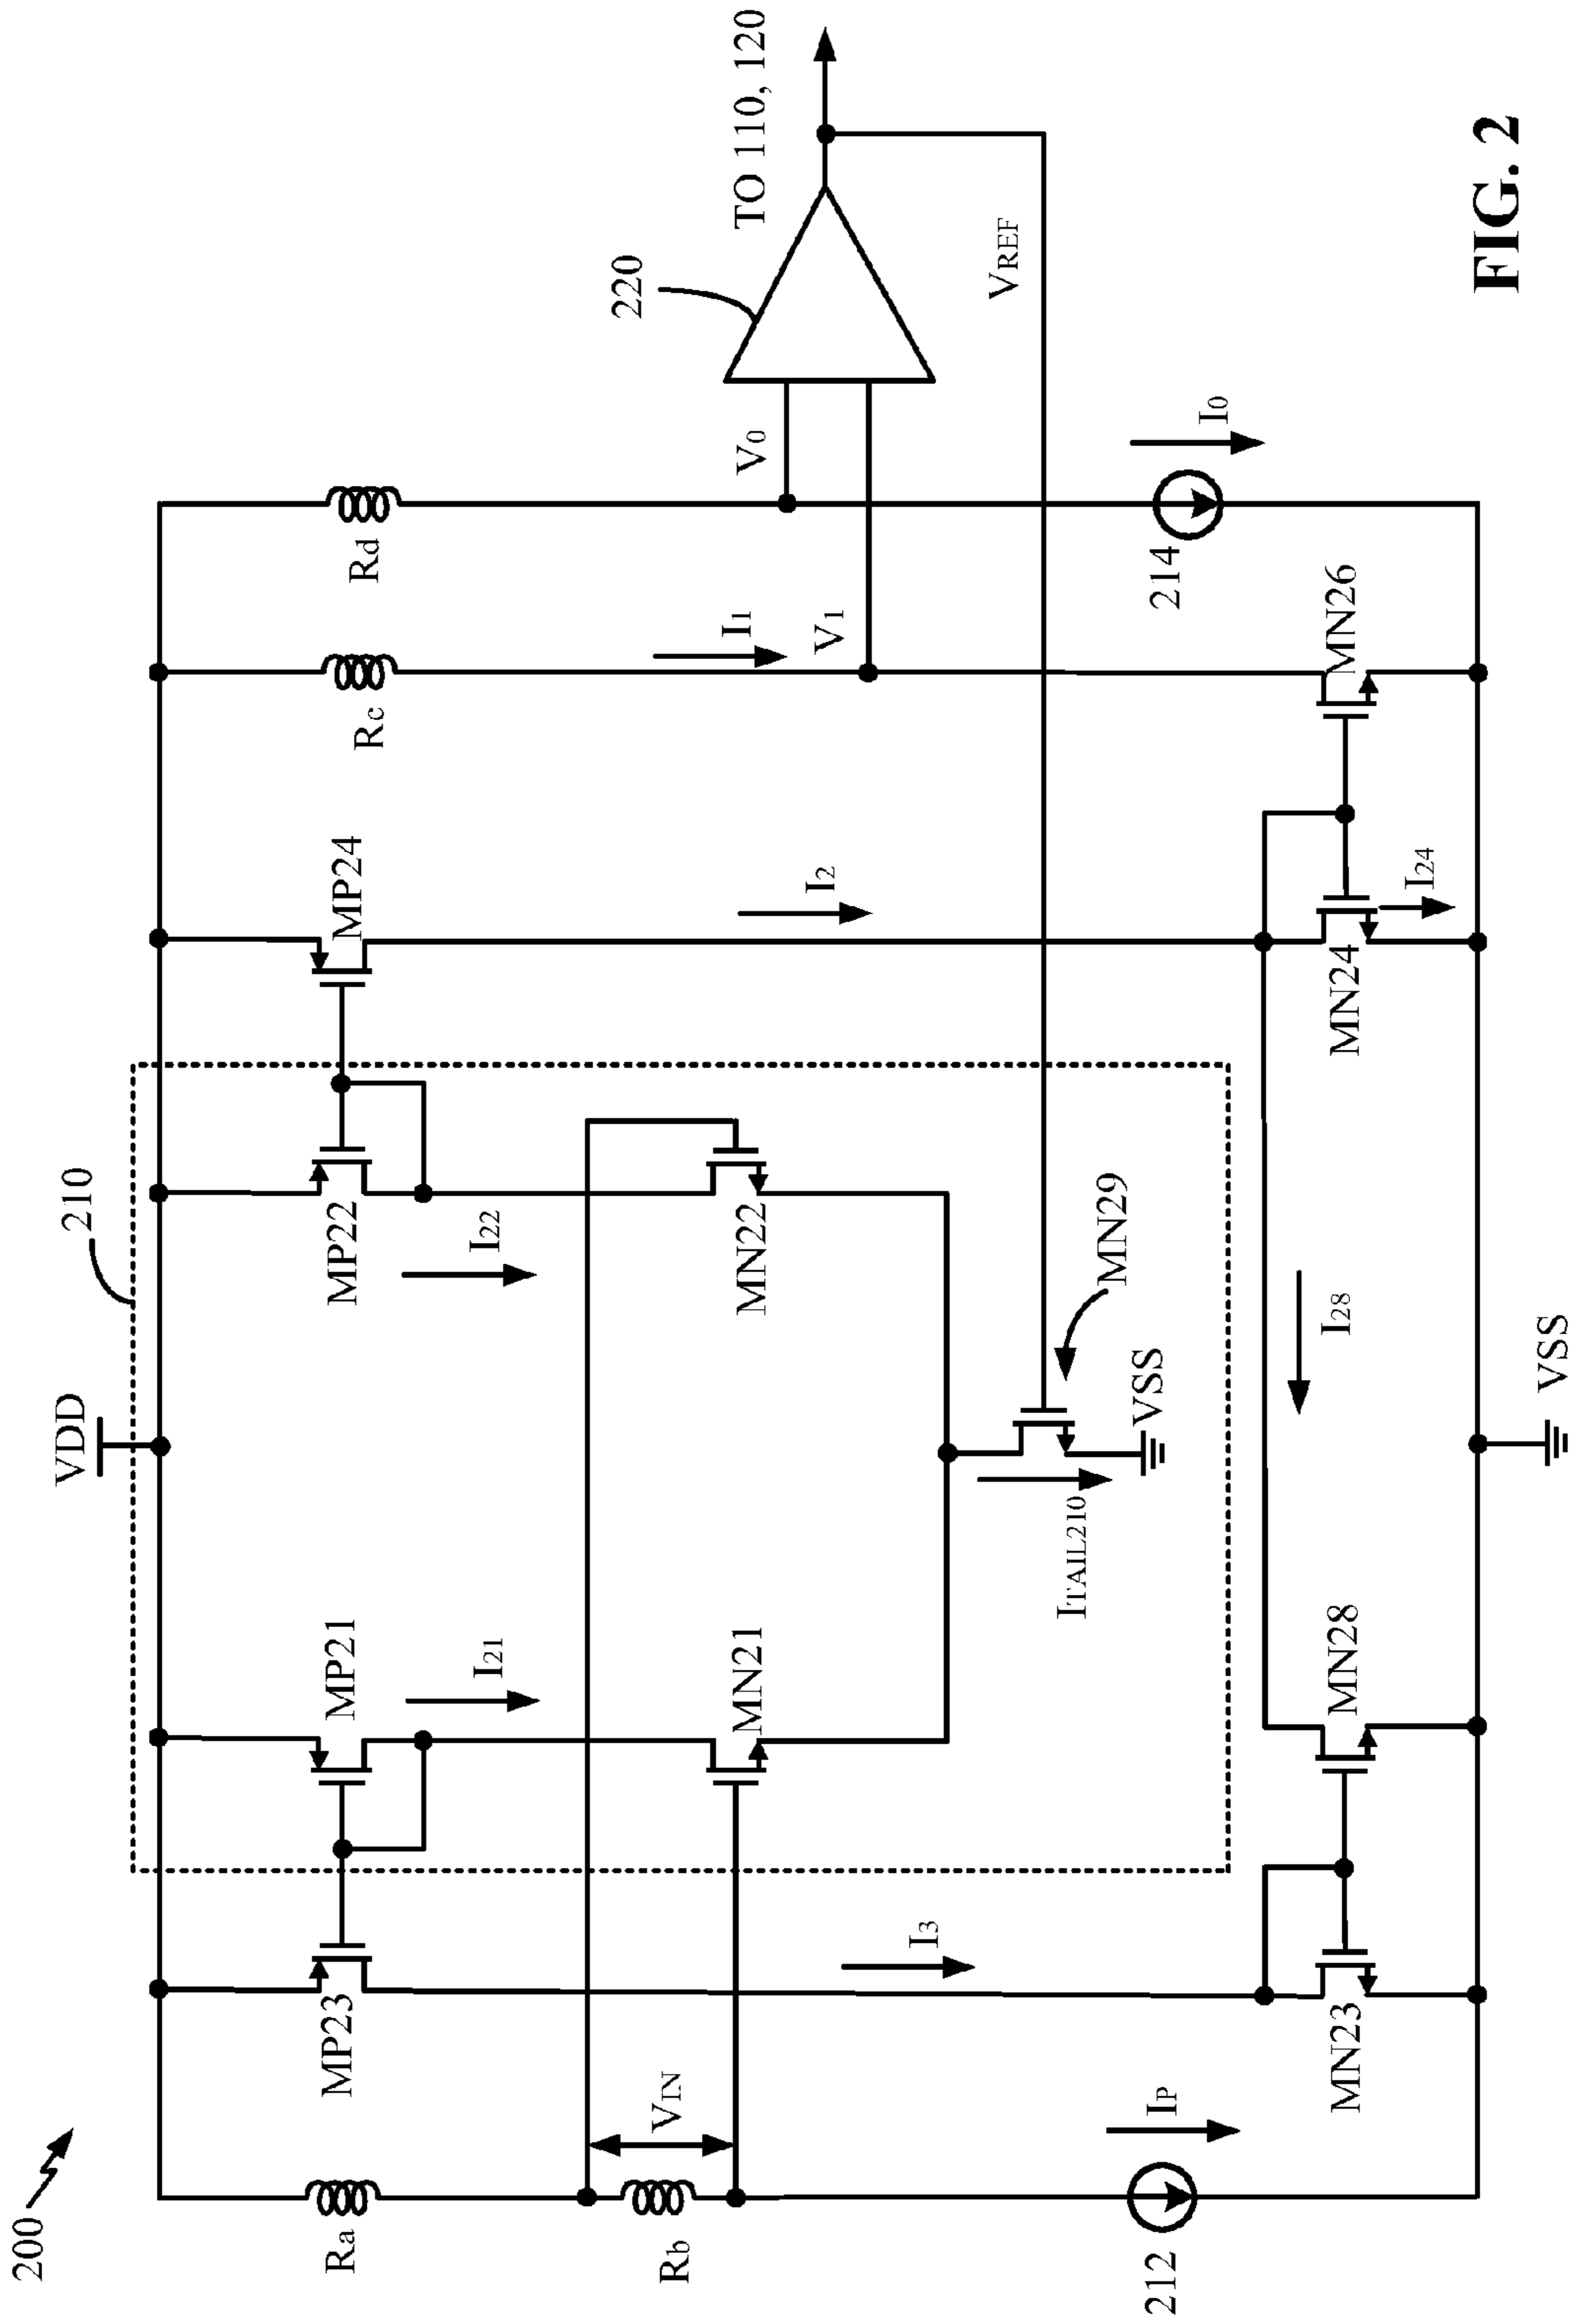 200
210
VDD
Ra
MP23
MP21
MP22
MP24
Rc
Rd
I21
I22
220
TO 110, 120
Rb
VIN
MN21
MN22
I2
I1
V0
V1
I3
ITAIL210
VSS
MN29
VREF
212
IP
I28
214
I0
MN23
MN28
MN24
I24
MN26
VSS
FIG. 2